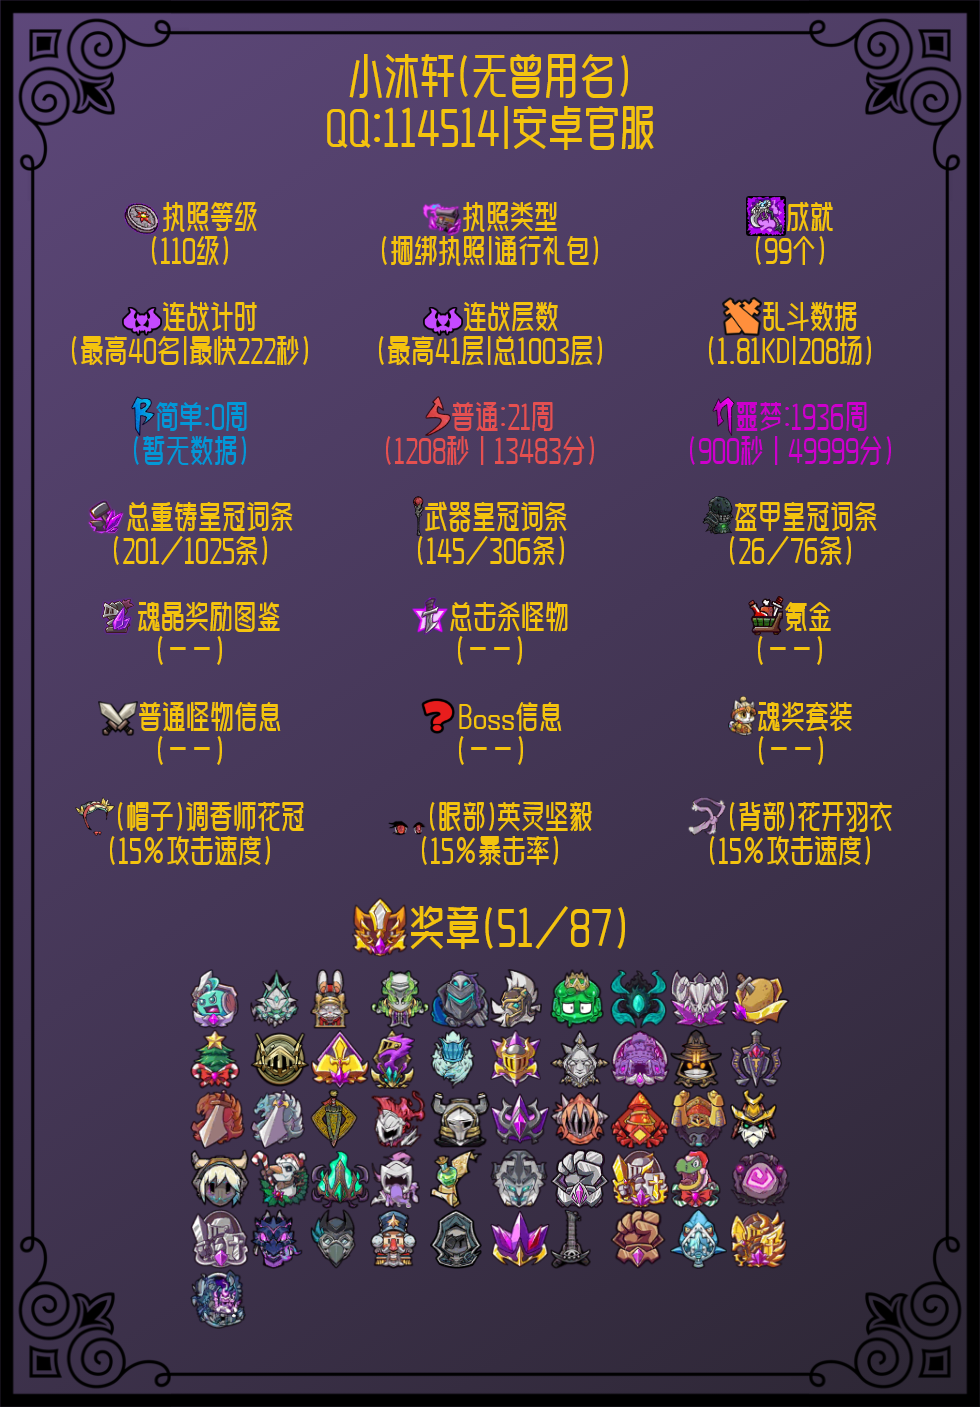 小沐轩(无曾用名)
QQ:114514|安卓官服
执照等级
(110级)
执照类型
(捆绑执照|通行礼包)
成就
(99个)
连战计时
(最高40名|最快222秒)
连战层数
(最高41层|总1003层)
乱斗数据
(1.81KD|208场)
简单:0周
(暂无数据)
普通:21周
(1208秒 | 13483分)
噩梦:1936周
(900秒 | 49999分)
总重铸皇冠词条
(201/1025条)
武器皇冠词条
(145/306条)
盔甲皇冠词条
(26/76条)
魂晶奖励图鉴
(--)
总击杀怪物
(--)
氪金
(--)
普通怪物信息
(--)
Boss信息
(--)
魂奖套装
(--)
(帽子)调香师花冠
(15%攻击速度)
(眼部)英灵坚毅
(15%暴击率)
(背部)花开羽衣
(15%攻击速度)
奖章(51/87)